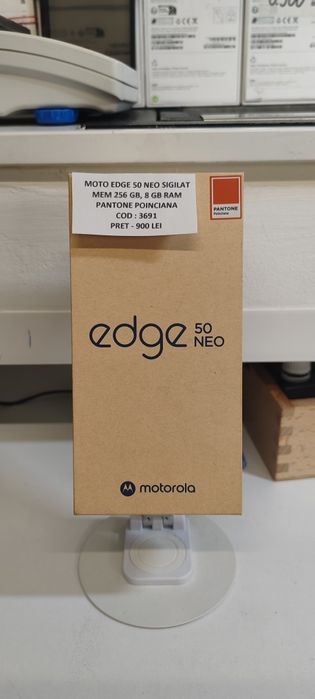 MOTO EDGE 50 NEO SIGILAT
MEM 256 GB, 8 GB RAM
PANTONE POINCIANA
COD : 3691
PRET - 900 LEI
PANTONE
Poinciana
edge 50
NEO
motorola